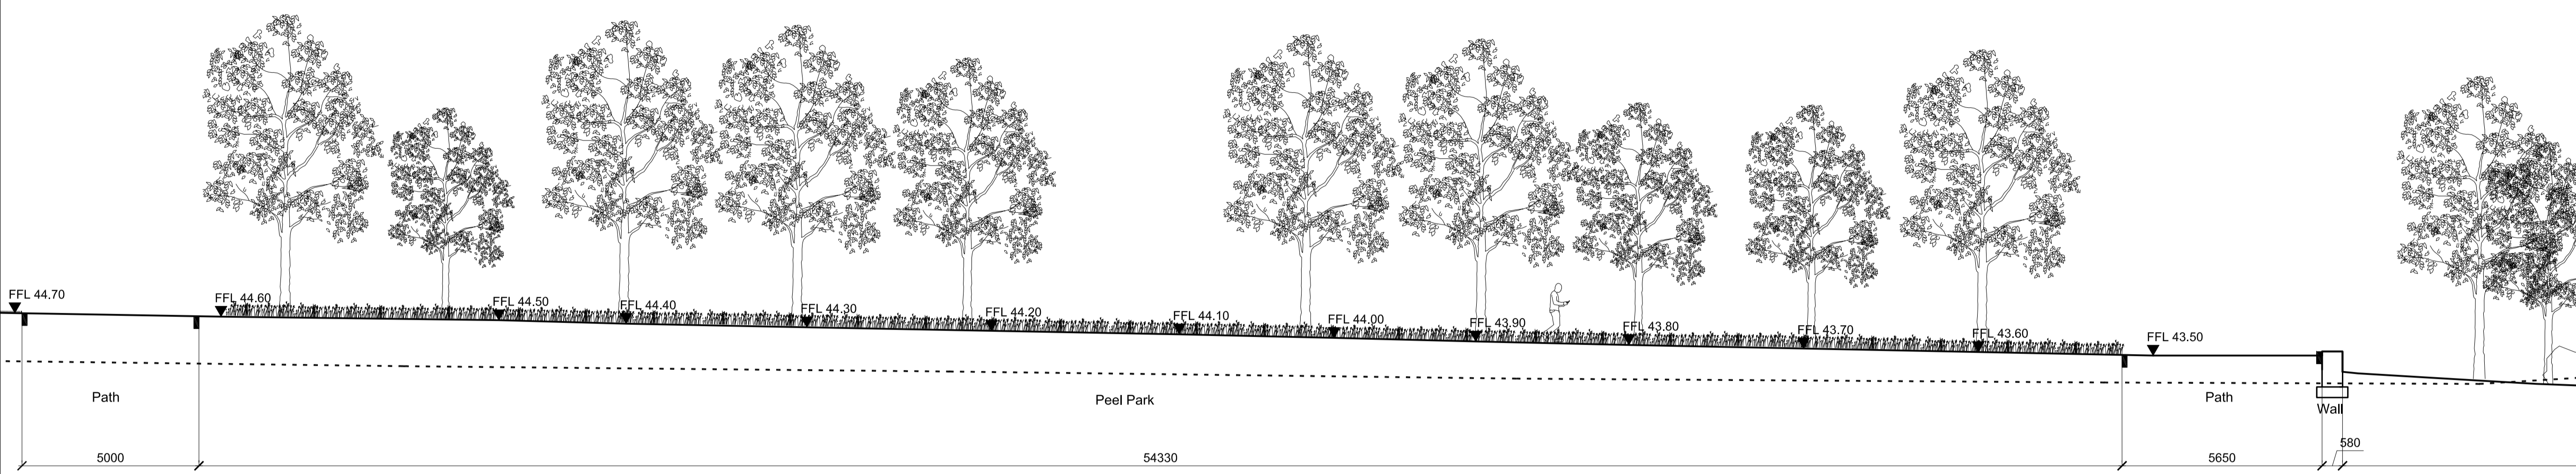 FFL 44.70
FFL 44.60
FFL 44.50
FFL 44.40
FFL 44.30
FFL 44.20
FFL 44.10
FFL 44.00
FFL 43.90
FFL 43.80
FFL 43.70
FFL 43.60
FFL 43.50
Path
Peel Park
Path
Wall
5000
54330
5650
580